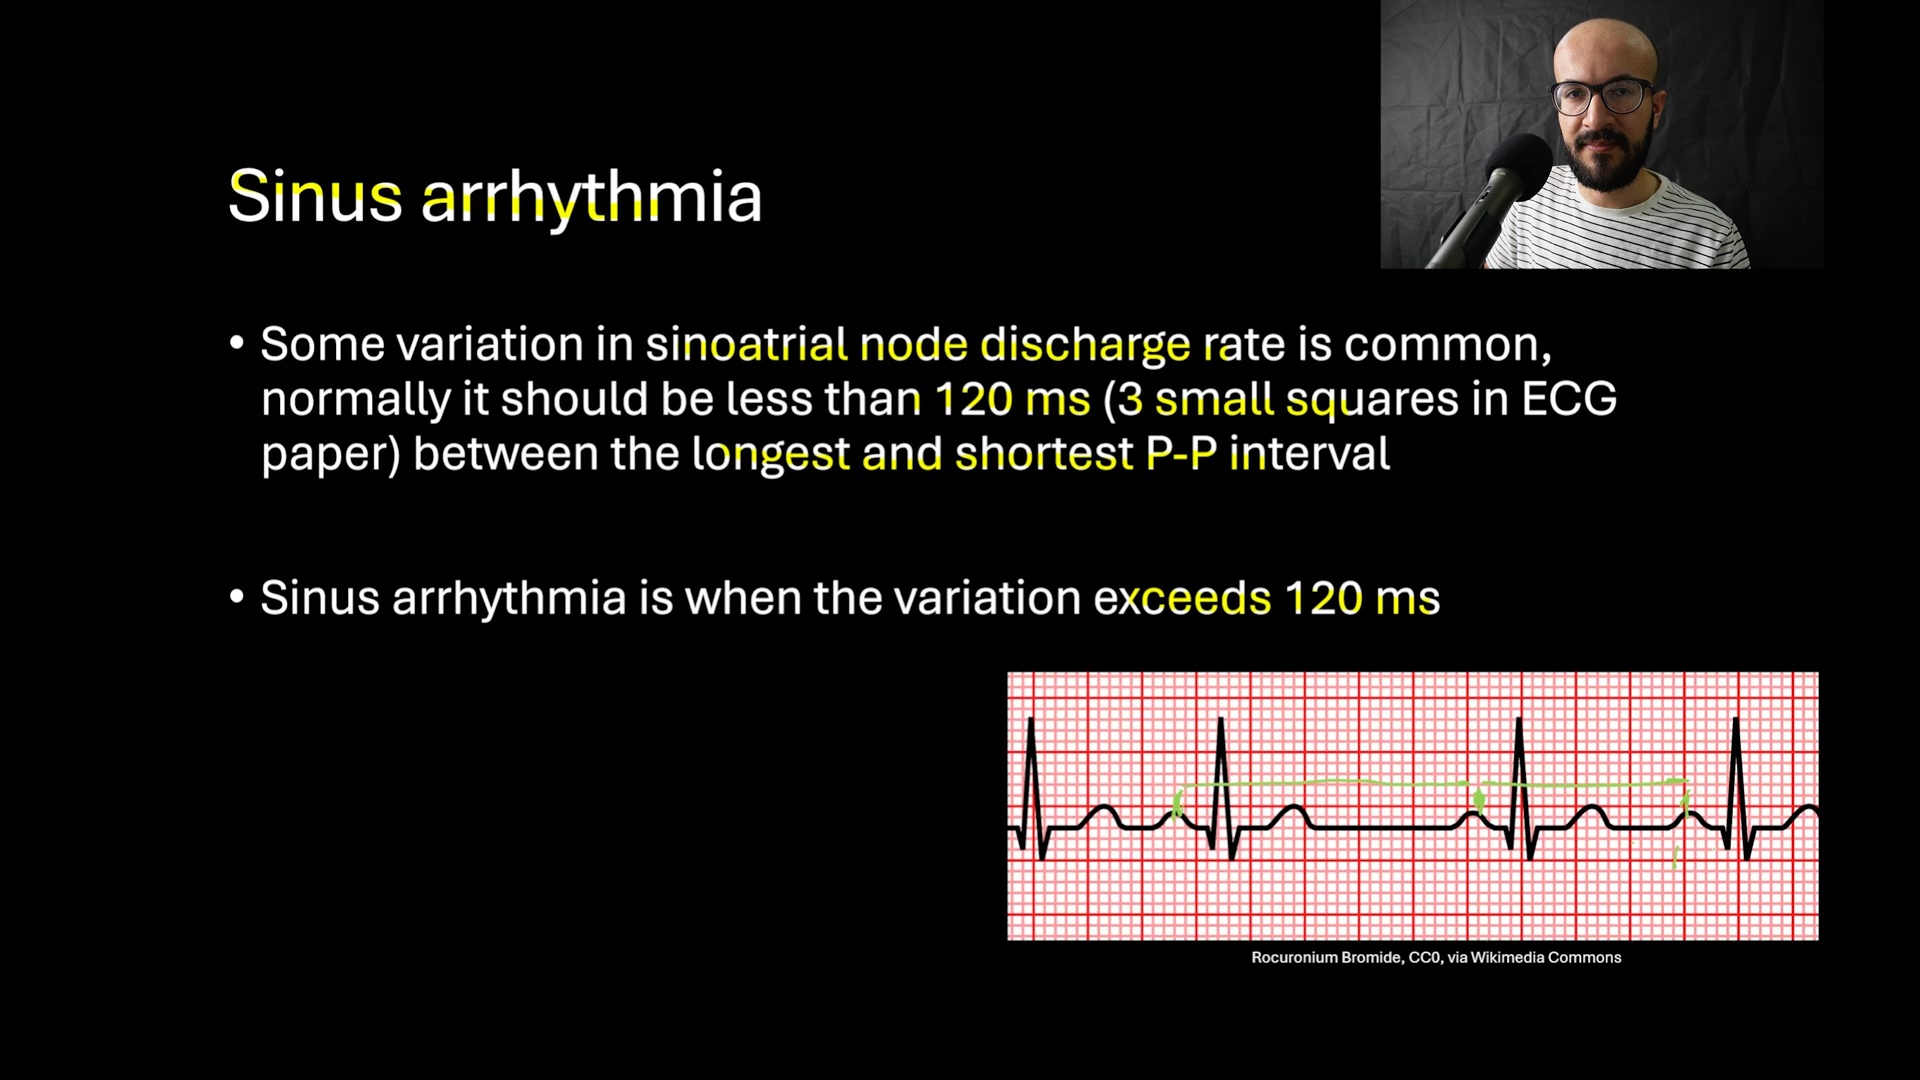 Sinus arrhythmia
• Some variation in sinoatrial node discharge rate is common,
normally it should be less than 120 ms (3 small squares in ECG
paper) between the longest and shortest P-P interval
• Sinus arrhythmia is when the variation exceeds 120 ms
Rocuronium Bromide, CC0, via Wikimedia Commons